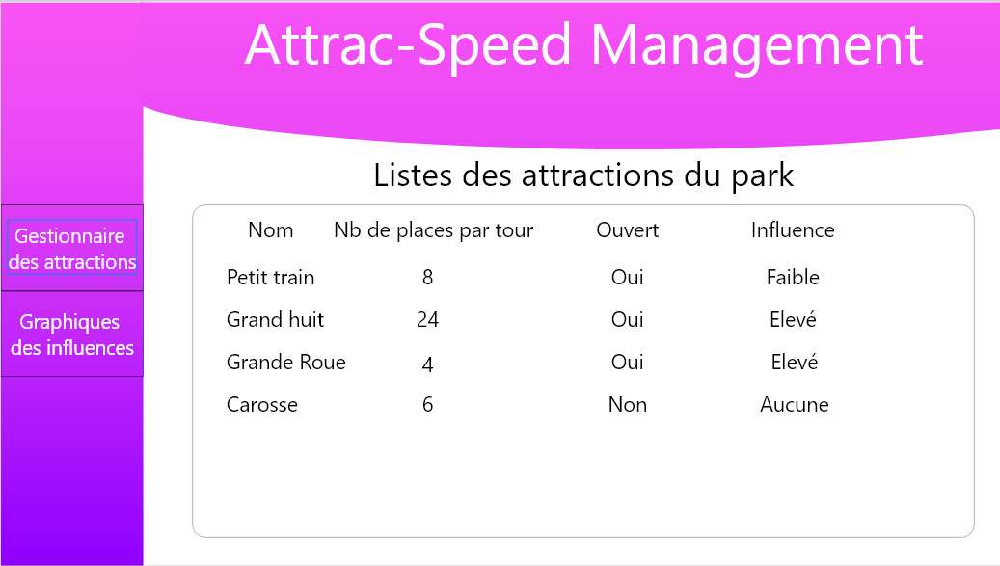 Attrac-Speed Management
Listes des attractions du park
Gestionnaire
des attractions
Graphiques
des influences
Nom Nb de places par tour Ouvert Influence
Petit train 8 Oui Faible
Grand huit 24 Oui Elevé
Grande Roue 4 Oui Elevé
Carosse 6 Non Aucune